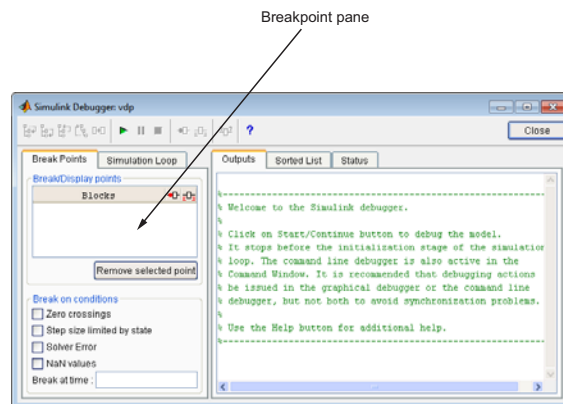 Breakpoint pane
Simulink Debugger: vdp
Close
Break Points Simulation Loop
Break/Display points
Blocks
Remove selected point
Break on conditions
Zero crossings
Step size limited by state
Solver Error
NaN values
Break at time :
Outputs Sorted List Status
%----------------------------------------------------------------
% Welcome to the Simulink debugger.
%
% Click on Start/Continue button to debug the model.
% It stops before the initialization stage of the simulation
% loop. The command line debugger is also active in the
% Command Window. It is recommended that debugging actions
% be issued in the graphical debugger or the command line
% debugger, but not both to avoid synchronization problems.
%
% Use the Help button for additional help.
%----------------------------------------------------------------